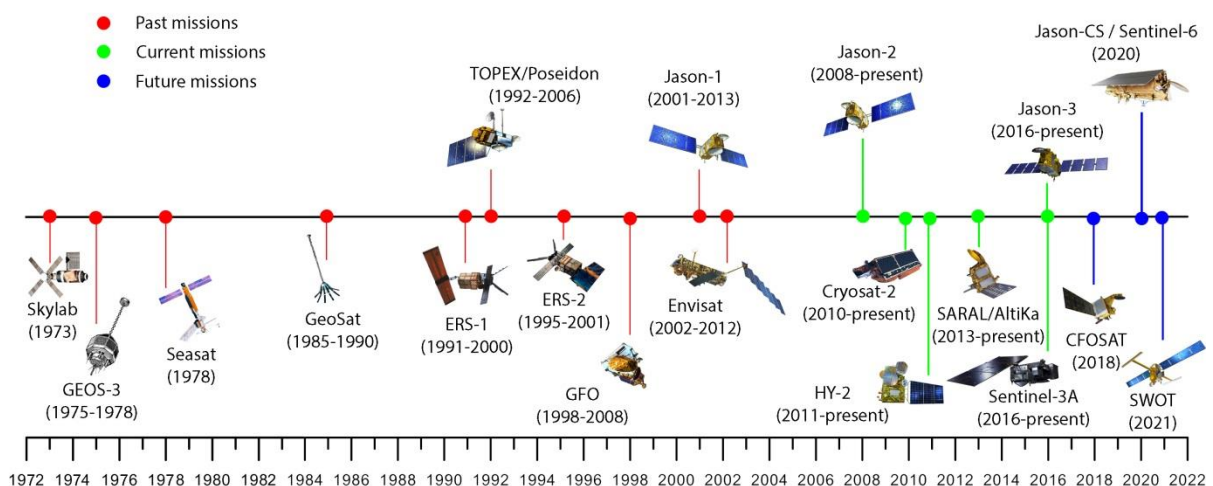 Past missions
Current missions
Future missions
TOPEX/Poseidon
(1992-2006)
Jason-1
(2001-2013)
Jason-2
(2008-present)
Jason-3
(2016-present)
Jason-CS / Sentinel-6
(2020)
Skylab
(1973)
GEOS-3
(1975-1978)
Seasat
(1978)
GeoSat
(1985-1990)
ERS-1
(1991-2000)
ERS-2
(1995-2001)
GFO
(1998-2008)
Envisat
(2002-2012)
Cryosat-2
(2010-present)
HY-2
(2011-present)
SARAL/AltiKa
(2013-present)
Sentinel-3A
(2016-present)
CFOSAT
(2018)
SWOT
(2021)
1972 1974 1976 1978 1980 1982 1984 1986 1988 1990 1992 1994 1996 1998 2000 2002 2004 2006 2008 2010 2012 2014 2016 2018 2020 2022